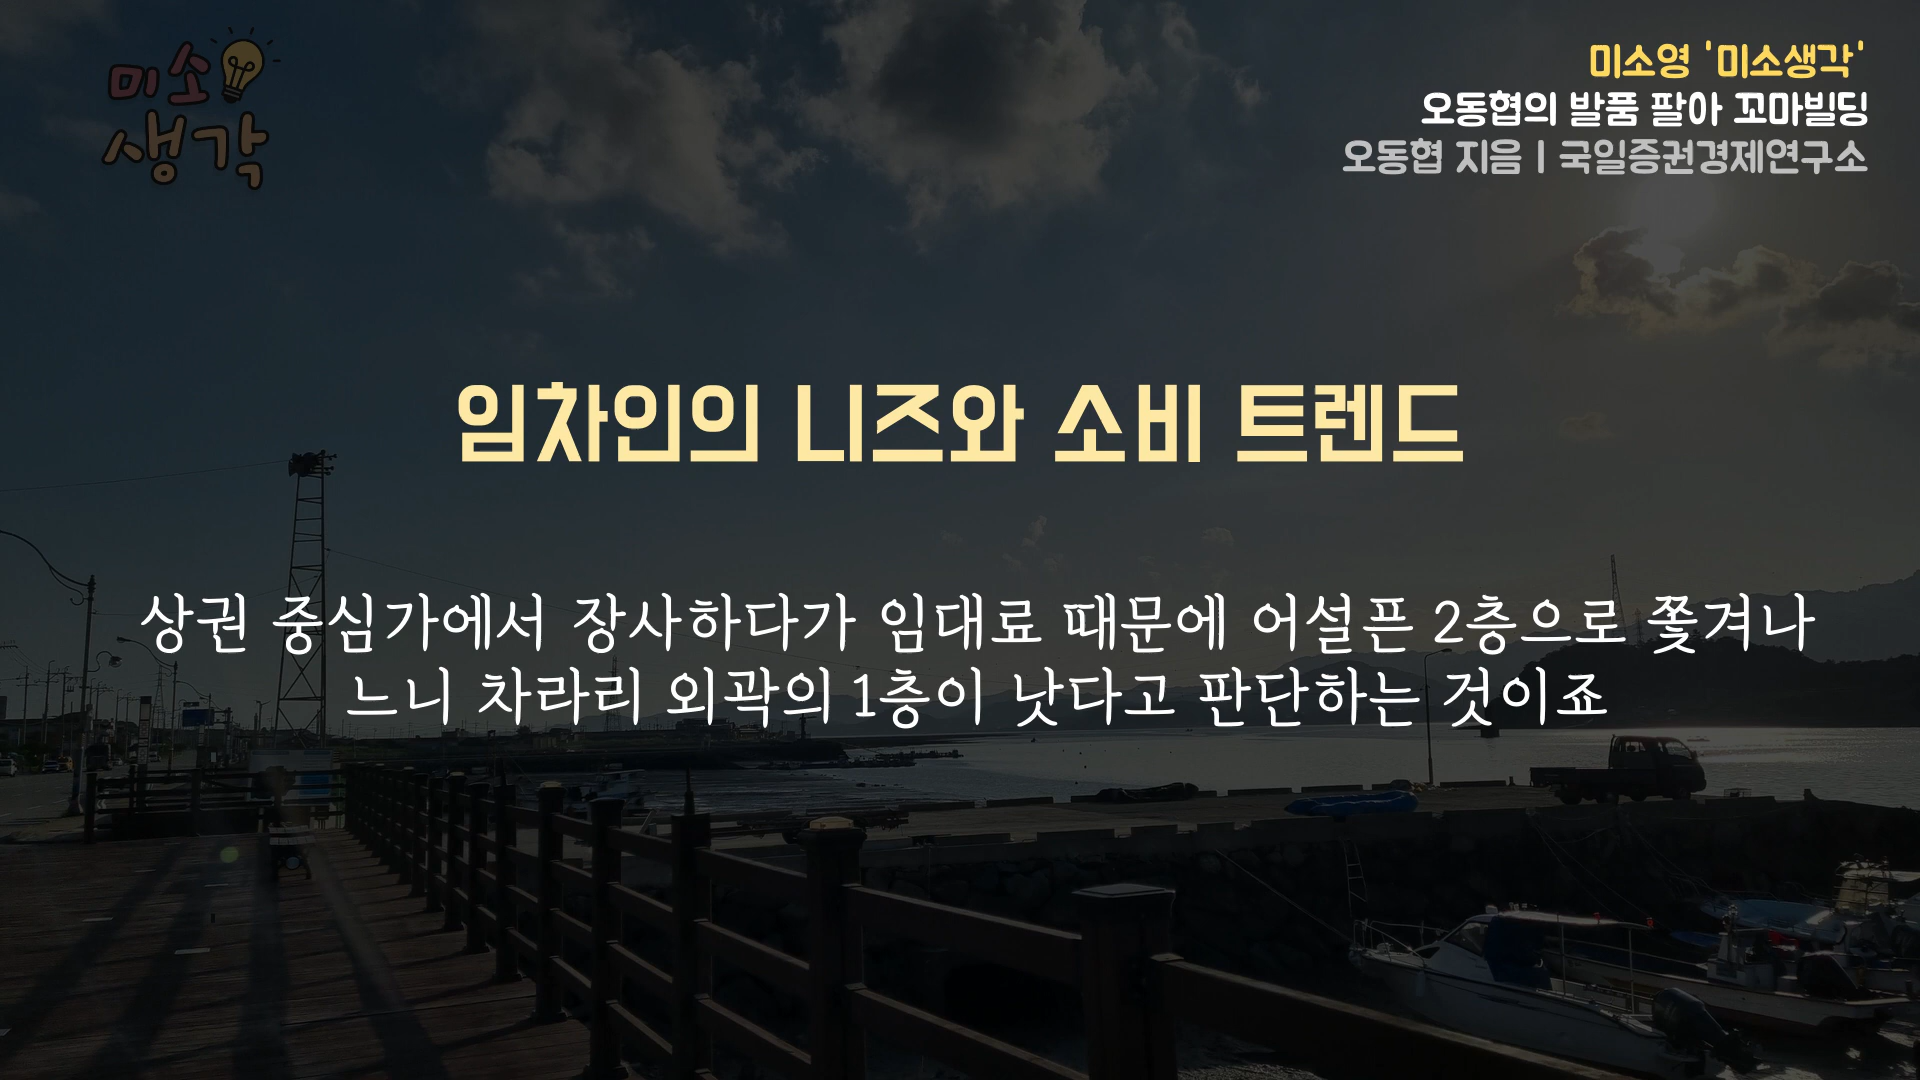 미소
생각
미소영 '미소생각'
오동협의 발품 팔아 꼬마빌딩
오동협 지음 | 국일증권경제연구소
임차인의 니즈와 소비 트렌드
상권 중심가에서 장사하다가 임대료 때문에 어설픈 2층으로 쫓겨나
느니 차라리 외곽의 1층이 낫다고 판단하는 것이죠